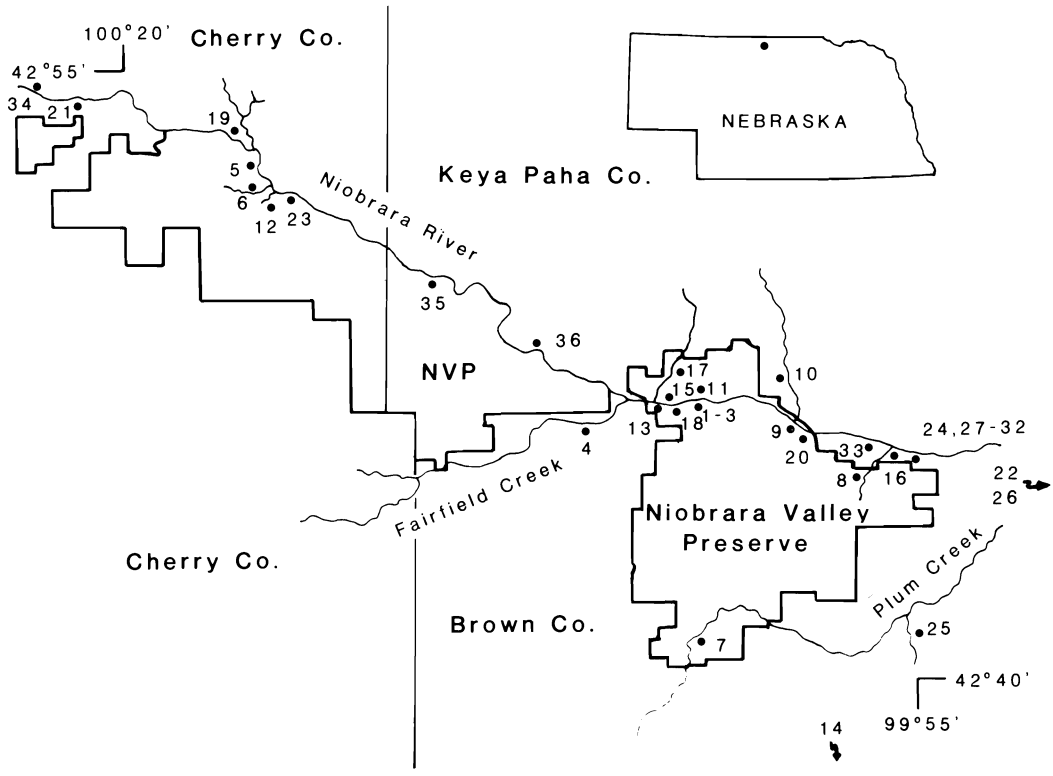 100°20'
Cherry Co.
42°55'
34
21
19
NEBRASKA
5
Keya Paha Co.
6
12
23
Niobrara River
35
36
NVP
17
10
15
11
13
18
1-3
4
9
20
33
24,27-32
16
8
22
26
Fairfield Creek
Niobrara Valley
Preserve
Cherry Co.
Plum Creek
Brown Co.
7
25
42°40'
99°55'
14